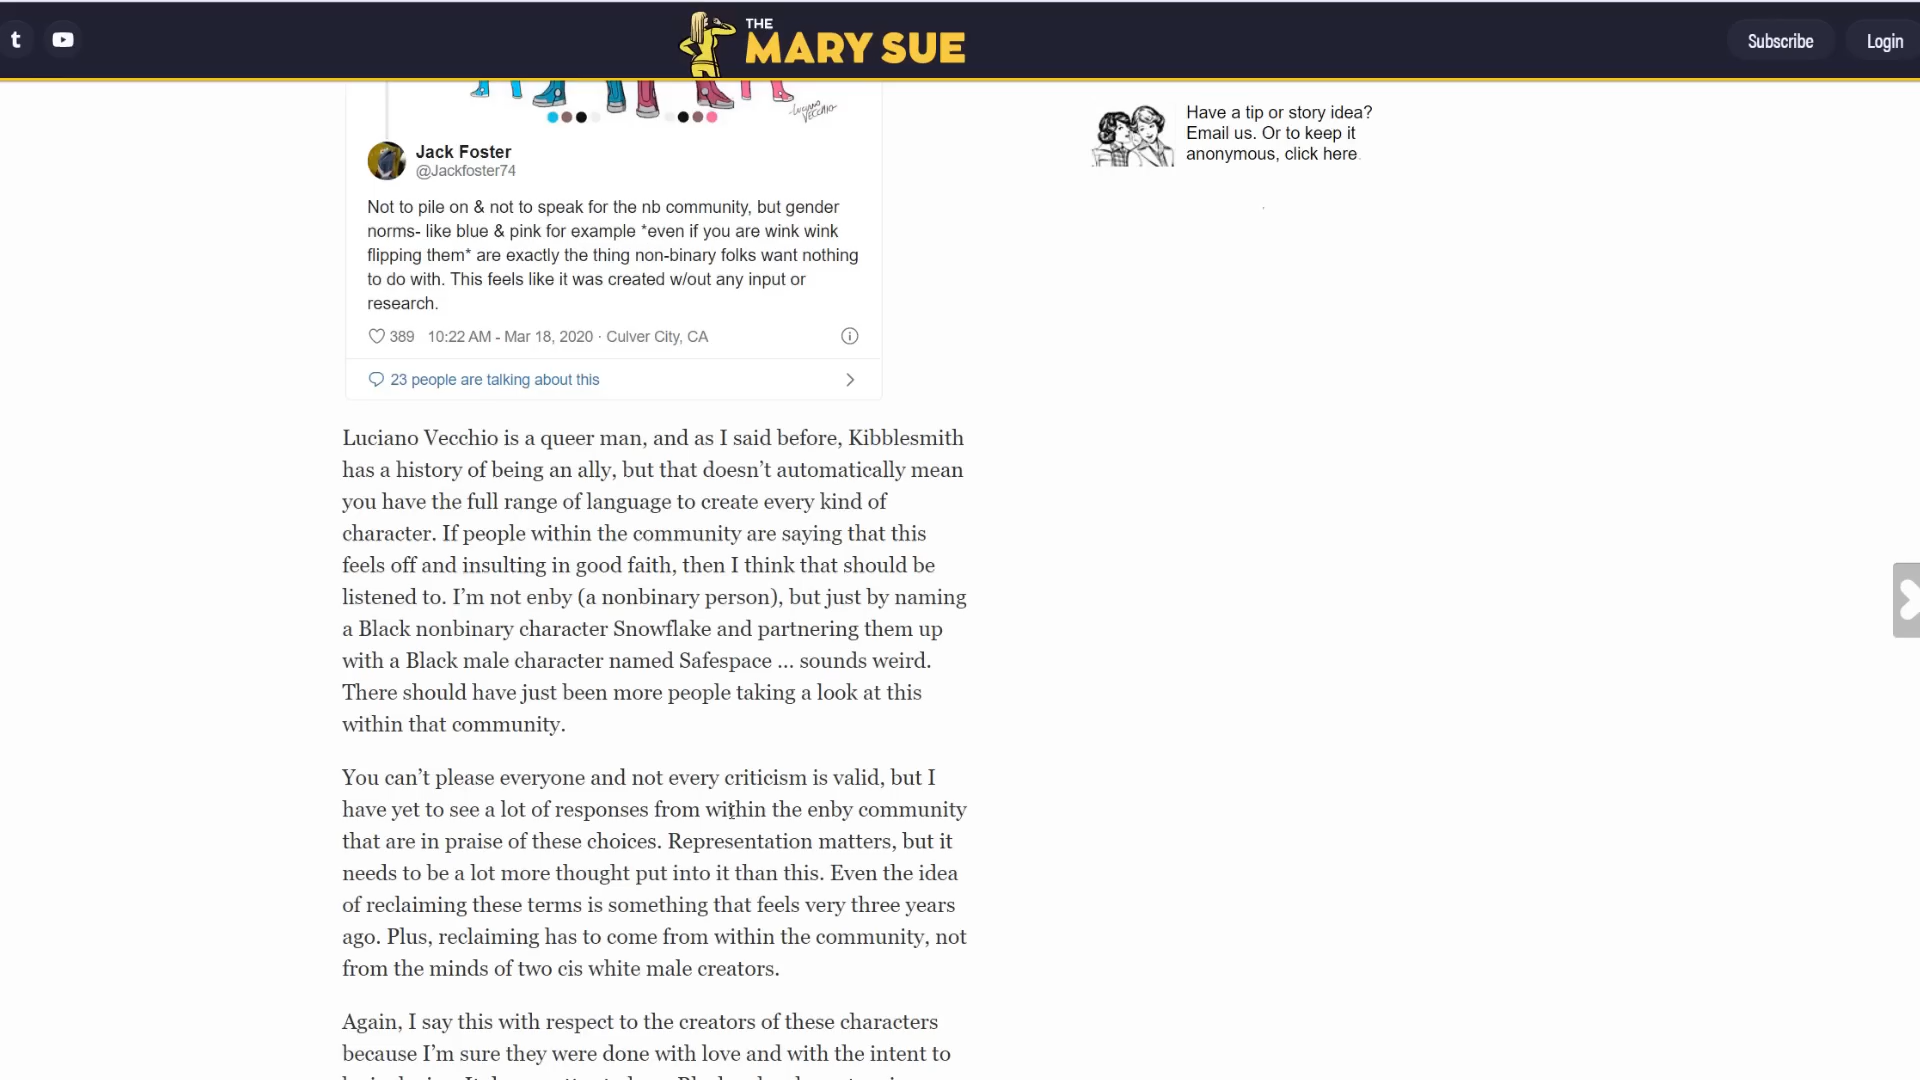 t
THE
MARY SUE
Subscribe
Login
Luciano
VECCHIO
Have a tip or story idea?
Email us. Or to keep it
anonymous, click here.
Jack Foster
@Jackfoster74
Not to pile on & not to speak for the nb community, but gender
norms- like blue & pink for example *even if you are wink wink
flipping them* are exactly the thing non-binary folks want nothing
to do with. This feels like it was created w/out any input or
research.
389 10:22 AM - Mar 18, 2020 · Culver City, CA
23 people are talking about this
Luciano Vecchio is a queer man, and as I said before, Kibblesmith
has a history of being an ally, but that doesn’t automatically mean
you have the full range of language to create every kind of
character. If people within the community are saying that this
feels off and insulting in good faith, then I think that should be
listened to. I’m not enby (a nonbinary person), but just by naming
a Black nonbinary character Snowflake and partnering them up
with a Black male character named Safespace … sounds weird.
There should have just been more people taking a look at this
within that community.
You can’t please everyone and not every criticism is valid, but I
have yet to see a lot of responses from within the enby community
that are in praise of these choices. Representation matters, but it
needs to be a lot more thought put into it than this. Even the idea
of reclaiming these terms is something that feels very three years
ago. Plus, reclaiming has to come from within the community, not
from the minds of two cis white male creators.
Again, I say this with respect to the creators of these characters
because I’m sure they were done with love and with the intent to